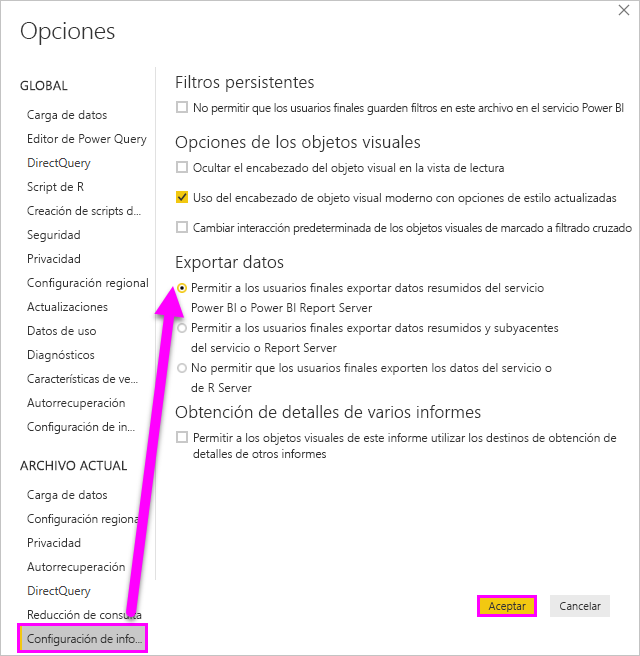 Opciones
GLOBAL
Carga de datos
Editor de Power Query
DirectQuery
Script de R
Creación de scripts d...
Seguridad
Privacidad
Configuración regional
Actualizaciones
Datos de uso
Diagnósticos
Características de ve...
Autorrecuperación
Configuración de in...
ARCHIVO ACTUAL
Carga de datos
Configuración regiona
Privacidad
Autorrecuperación
DirectQuery
Reducción de consulta
Configuración de info...
Filtros persistentes
No permitir que los usuarios finales guarden filtros en este archivo en el servicio Power BI
Opciones de los objetos visuales
Ocultar el encabezado del objeto visual en la vista de lectura
Uso del encabezado de objeto visual moderno con opciones de estilo actualizadas
Cambiar interacción predeterminada de los objetos visuales de marcado a filtrado cruzado
Exportar datos
Permitir a los usuarios finales exportar datos resumidos del servicio
Power BI o Power BI Report Server
Permitir a los usuarios finales exportar datos resumidos y subyacentes
del servicio o Report Server
No permitir que los usuarios finales exporten los datos del servicio o
de R Server
Obtención de detalles de varios informes
Permitir a los objetos visuales de este informe utilizar los destinos de obtención de
detalles de otros informes
Aceptar
Cancelar